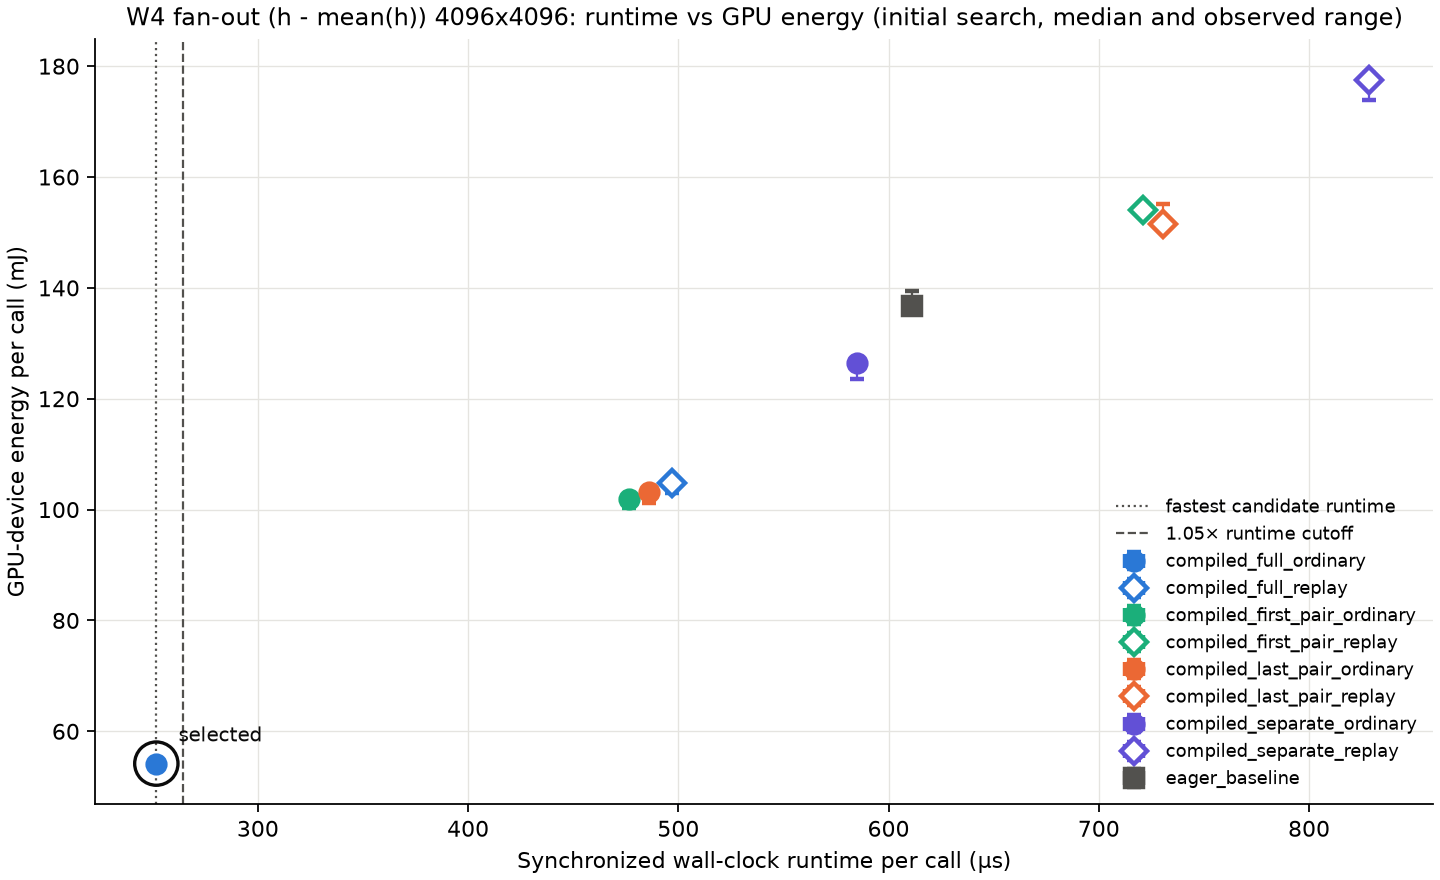 W4 fan-out (h - mean(h)) 4096x4096: runtime vs GPU energy (initial search, median and observed range)
GPU-device energy per call (mJ)
180
160
140
120
100
80
60
selected
fastest candidate runtime
1.05× runtime cutoff
compiled_full_ordinary
compiled_full_replay
compiled_first_pair_ordinary
compiled_first_pair_replay
compiled_last_pair_ordinary
compiled_last_pair_replay
compiled_separate_ordinary
compiled_separate_replay
eager_baseline
300 400 500 600 700 800
Synchronized wall-clock runtime per call (µs)